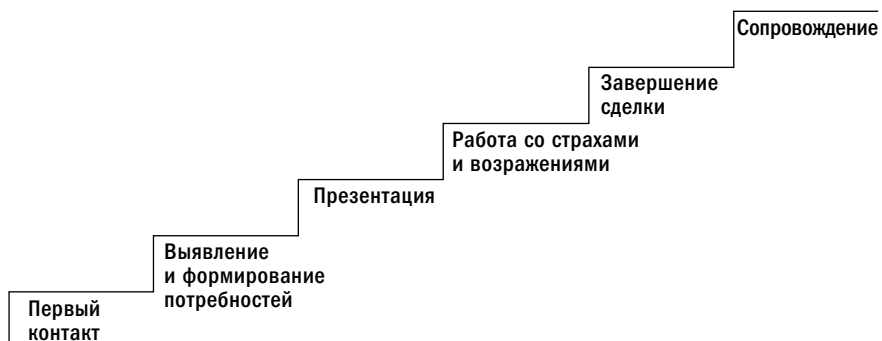 Сопровождение
Завершение
сделки
Работа со страхами
и возражениями
Презентация
Выявление
и формирование
потребностей
Первый
контакт